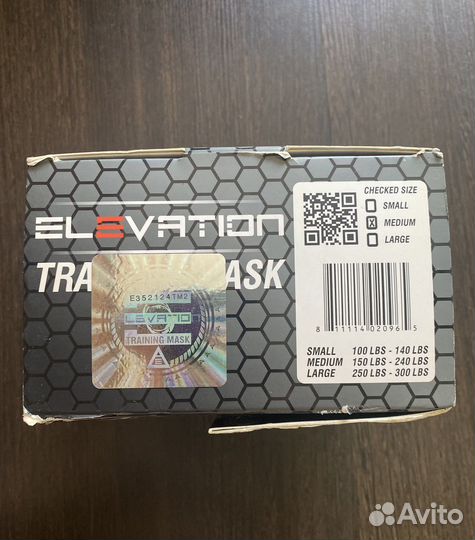 ELEVATION
TRA ASK
E352124TM2
ELEVATIO
TRAINING MASK
CHECKED SIZE
SMALL
MEDIUM
LARGE
8 11114 02096 5
SMALL 100 LBS - 140 LBS
MEDIUM 150 LBS - 240 LBS
LARGE 250 LBS - 300 LBS
Avito